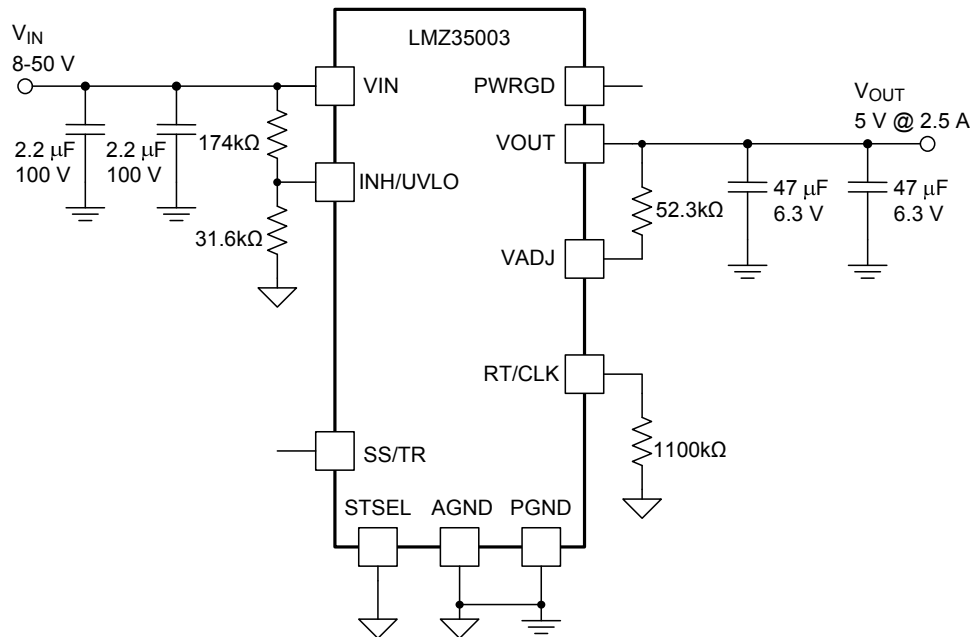 LMZ35003
VIN
8-50 V
VIN
PWRGD
VOUT
5 V @ 2.5 A
VOUT
2.2 μF
100 V
2.2 μF
100 V
174kΩ
INH/UVLO
52.3kΩ
47 μF
6.3 V
47 μF
6.3 V
31.6kΩ
VADJ
RT/CLK
SS/TR
1100kΩ
STSEL
AGND
PGND